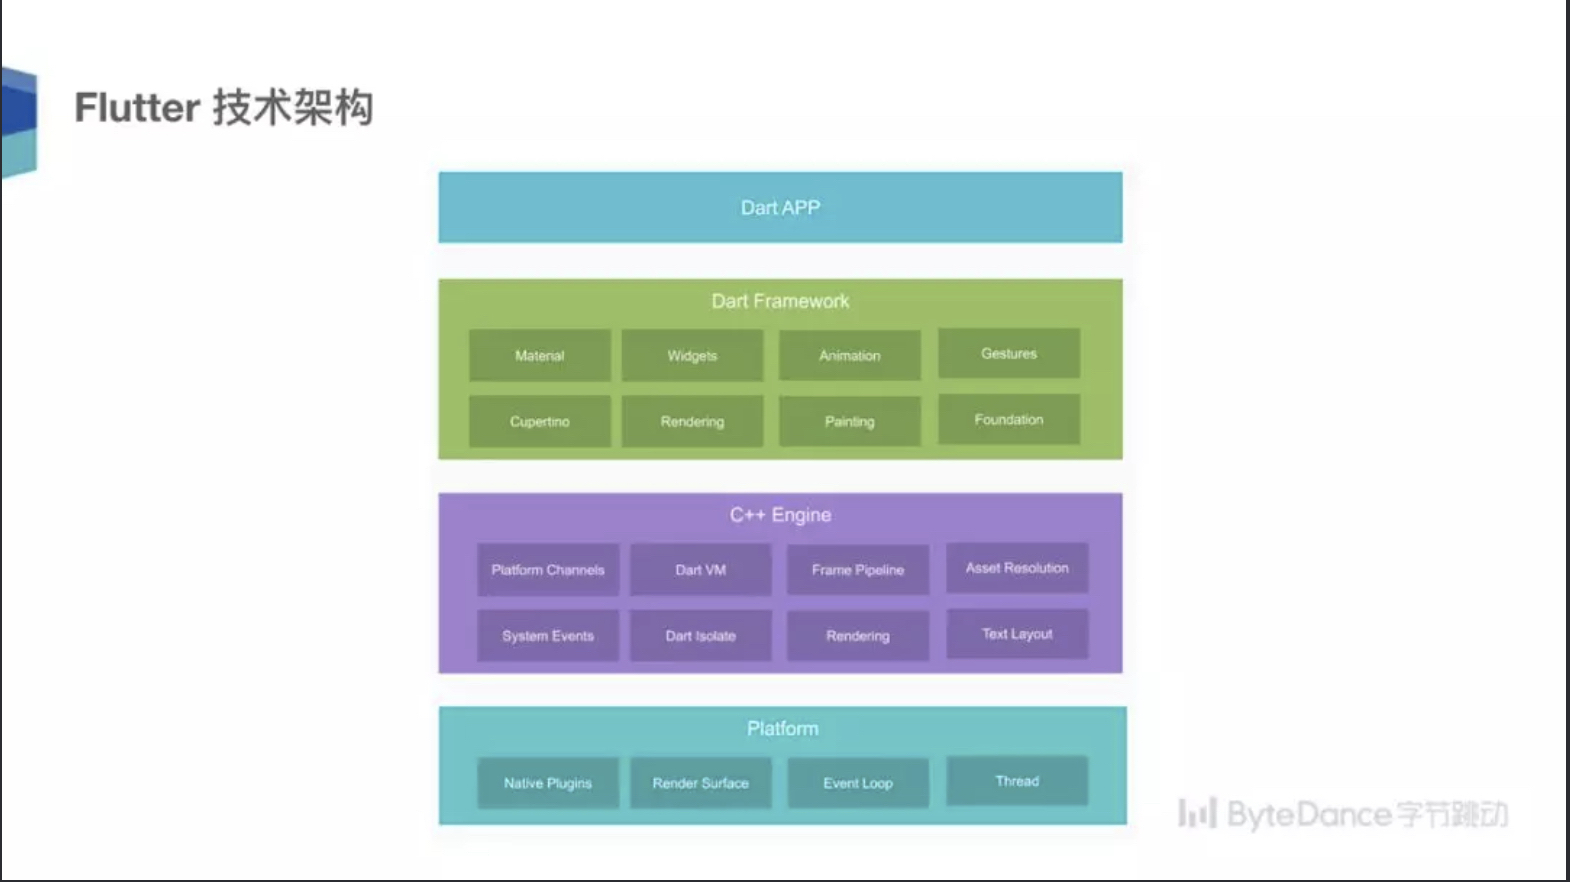 Flutter 技术架构
Dart APP
Dart Framework
Material Widgets Animation Gestures
Cupertino Rendering Painting Foundation
C++ Engine
Platform Channels Dart VM Frame Pipeline Asset Resolution
System Events Dart Isolate Rendering Text Layout
Platform
Native Plugins Render Surface Event Loop Thread
ByteDance字节跳动